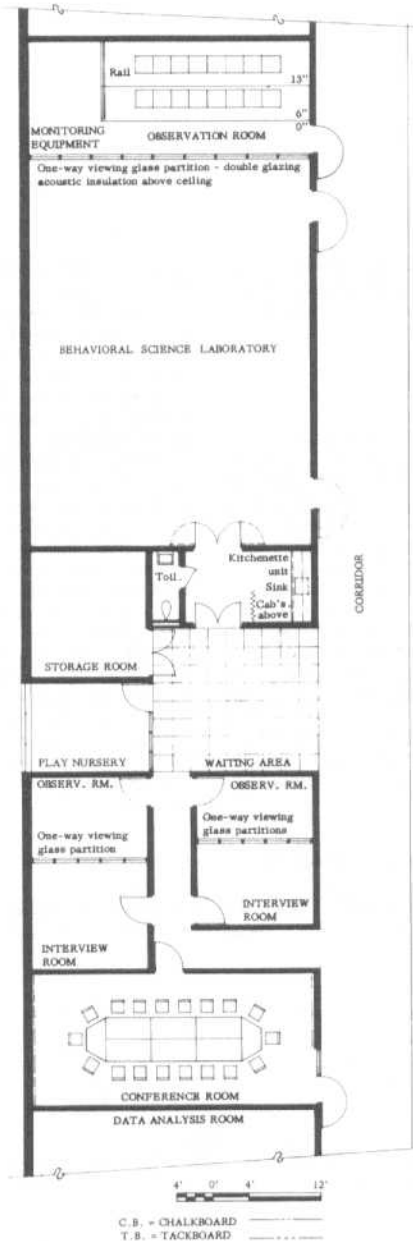 Rail
13"
6"
0"
MONITORING
EQUIPMENT
OBSERVATION ROOM
One-way viewing glass partition - double glazing
acoustic insulation above ceiling
BEHAVIORAL SCIENCE LABORATORY
Kitchenette
unit
Sink
Cab's
above
Toil.
CORRIDOR
STORAGE ROOM
PLAY NURSERY
WAITING AREA
OBSERV. RM.
OBSERV. RM.
One-way viewing
glass partition
One-way viewing
glass partitions
INTERVIEW
ROOM
INTERVIEW
ROOM
CONFERENCE ROOM
DATA ANALYSIS ROOM
4' 0' 4' 12'
C.B. = CHALKBOARD
T.B. = TACKBOARD